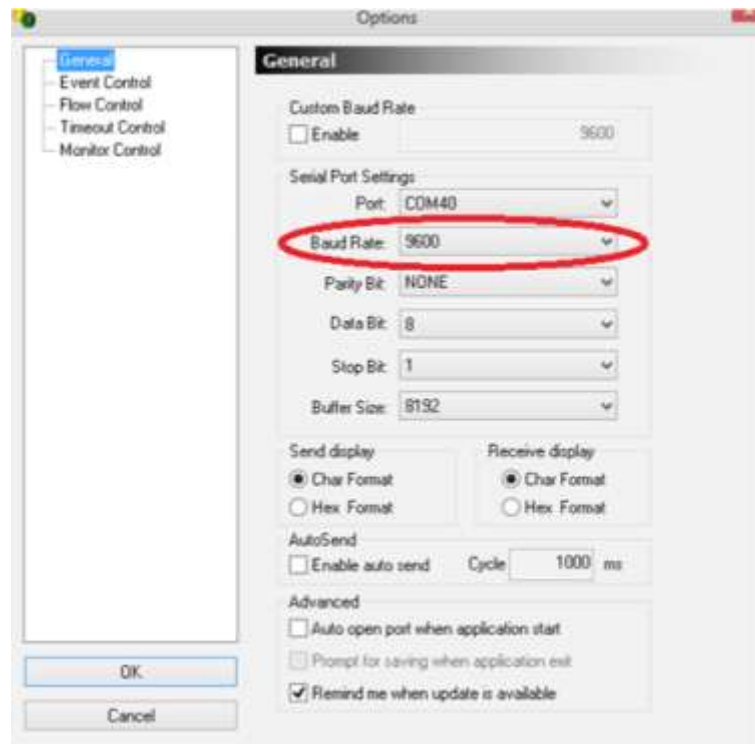 Options
General
Event Control
Flow Control
Timeout Control
Monitor Control
General
Custom Baud Rate
Enable 9600
Serial Port Settings
Port: COM40
Baud Rate: 9600
Parity Bit: NONE
Data Bit: 8
Stop Bit: 1
Buffer Size: 8192
Send display
Char Format
Hex Format
Receive display
Char Format
Hex Format
AutoSend
Enable auto send Cycle 1000 ms
Advanced
Auto open port when application start
Prompt for saving when application exit
Remind me when update is available
OK
Cancel